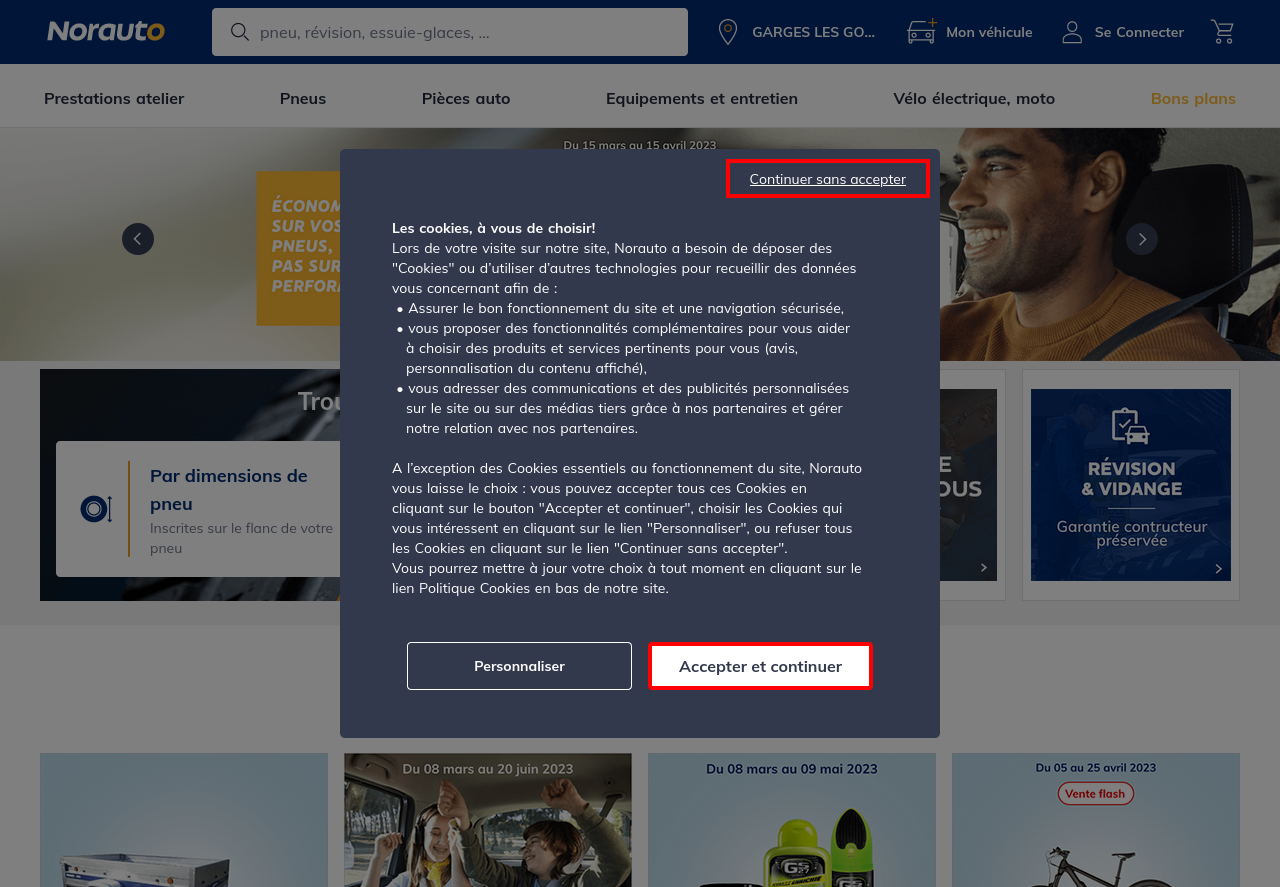 Norauto
pneu, révision, essuie-glaces, ...
GARGES LES GO...
Mon véhicule
Se Connecter
Prestations atelier
Pneus
Pièces auto
Equipements et entretien
Vélo électrique, moto
Bons plans
Du 15 mars au 15 avril 2023
Continuer sans accepter
Les cookies, à vous de choisir!
Lors de votre visite sur notre site, Norauto a besoin de déposer des
"Cookies" ou d’utiliser d’autres technologies pour recueillir des données
vous concernant afin de :
• Assurer le bon fonctionnement du site et une navigation sécurisée,
• vous proposer des fonctionnalités complémentaires pour vous aider
à choisir des produits et services pertinents pour vous (avis,
personnalisation du contenu affiché),
• vous adresser des communications et des publicités personnalisées
sur le site ou sur des médias tiers grâce à nos partenaires et gérer
notre relation avec nos partenaires.
A l’exception des Cookies essentiels au fonctionnement du site, Norauto
vous laisse le choix : vous pouvez accepter tous ces Cookies en
cliquant sur le bouton "Accepter et continuer", choisir les Cookies qui
vous intéressent en cliquant sur le lien "Personnaliser", ou refuser tous
les Cookies en cliquant sur le lien "Continuer sans accepter".
Vous pourrez mettre à jour votre choix à tout moment en cliquant sur le
lien Politique Cookies en bas de notre site.
Personnaliser
Accepter et continuer
ÉCONOM
SUR VOS
PNEUS,
PAS SUR
PERFOR
Trou
Par dimensions de
pneu
Inscrites sur le flanc de votre
pneu
E
OUS
RÉVISION
& VIDANGE
Garantie contructeur
préservée
Du 08 mars au 20 juin 2023
Du 08 mars au 09 mai 2023
GS27
Du 05 au 25 avril 2023
Vente flash